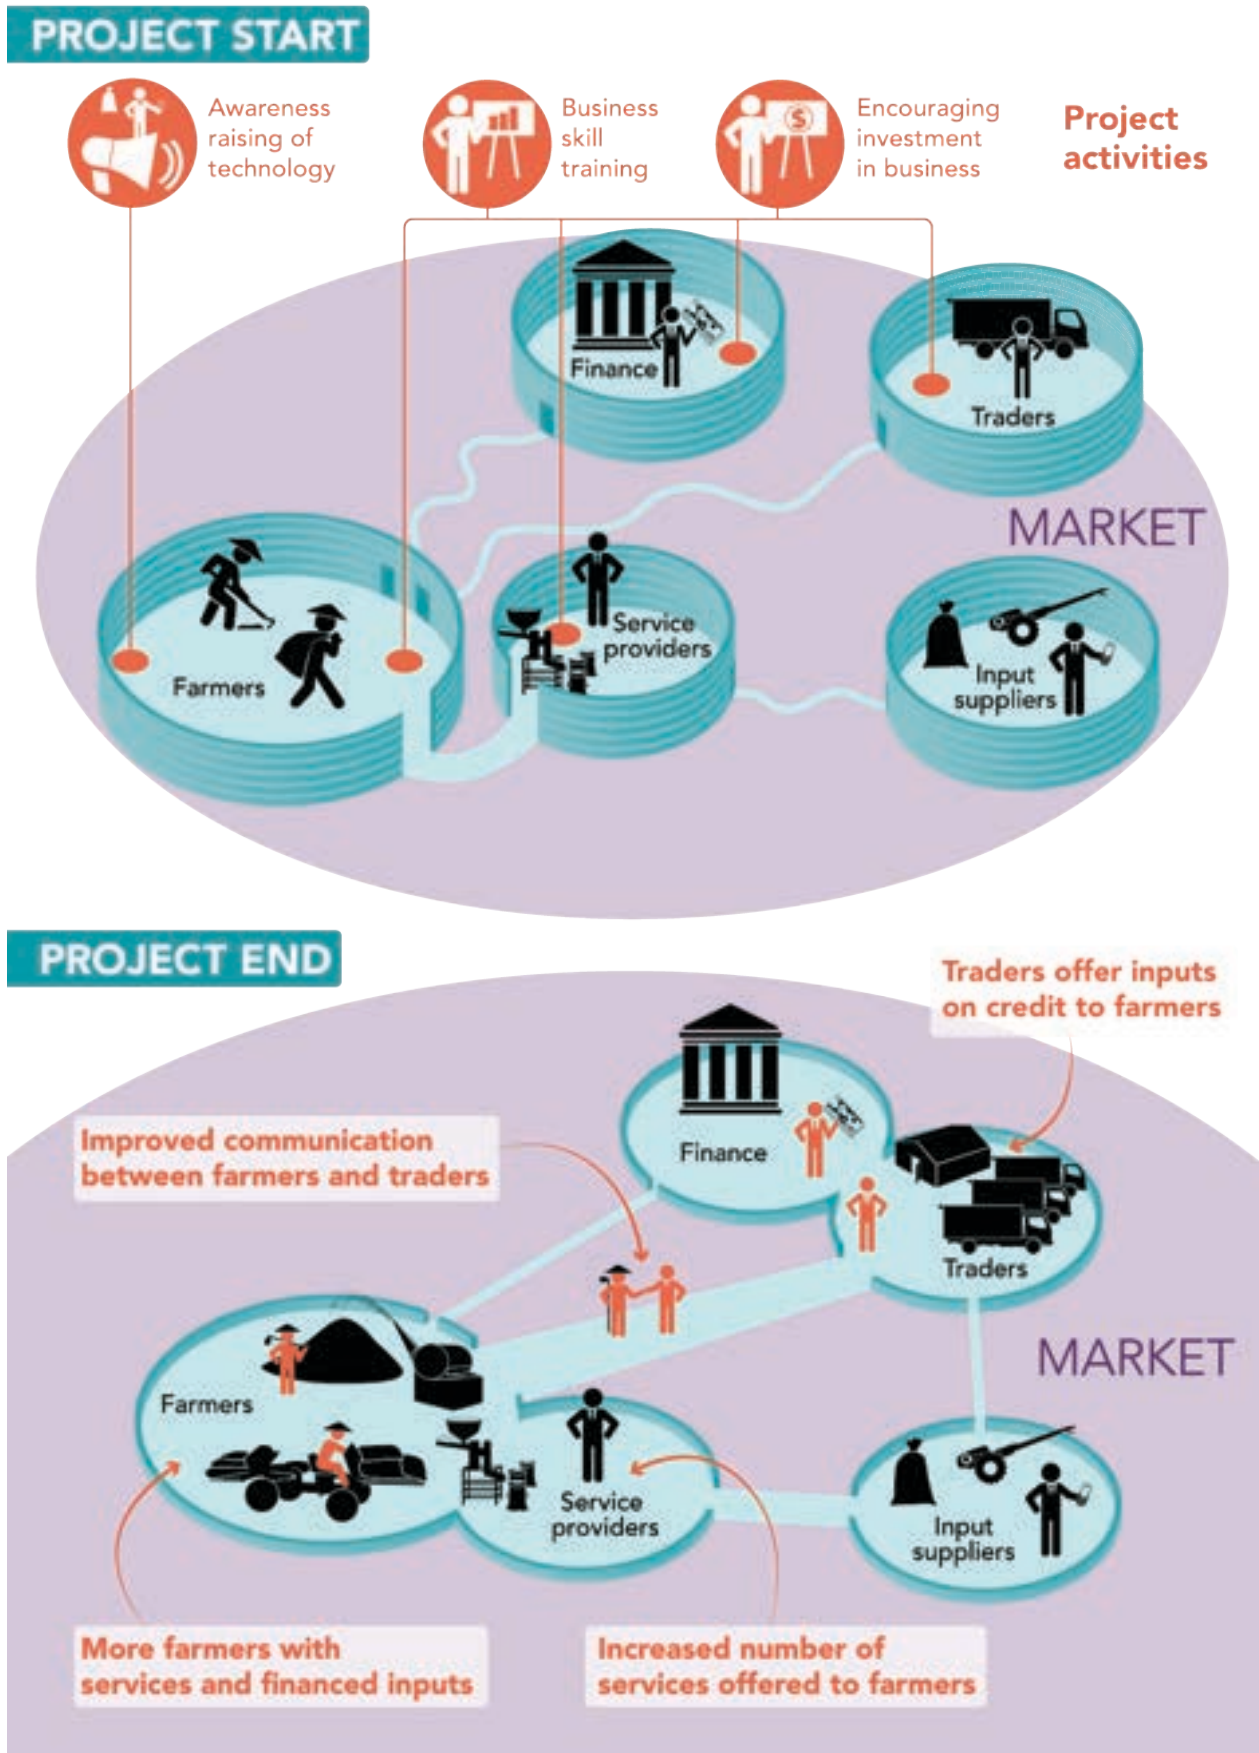 PROJECT START
Awareness
raising of
technology
Business
skill
training
Encouraging
investment
in business
Project
activities
$
Finance
Traders
MARKET
Service
providers
Farmers
Input
suppliers
PROJECT END
Traders offer inputs
on credit to farmers
Improved communication
between farmers and traders
Finance
Traders
MARKET
Farmers
Service
providers
Input
suppliers
More farmers with
services and financed inputs
Increased number of
services offered to farmers